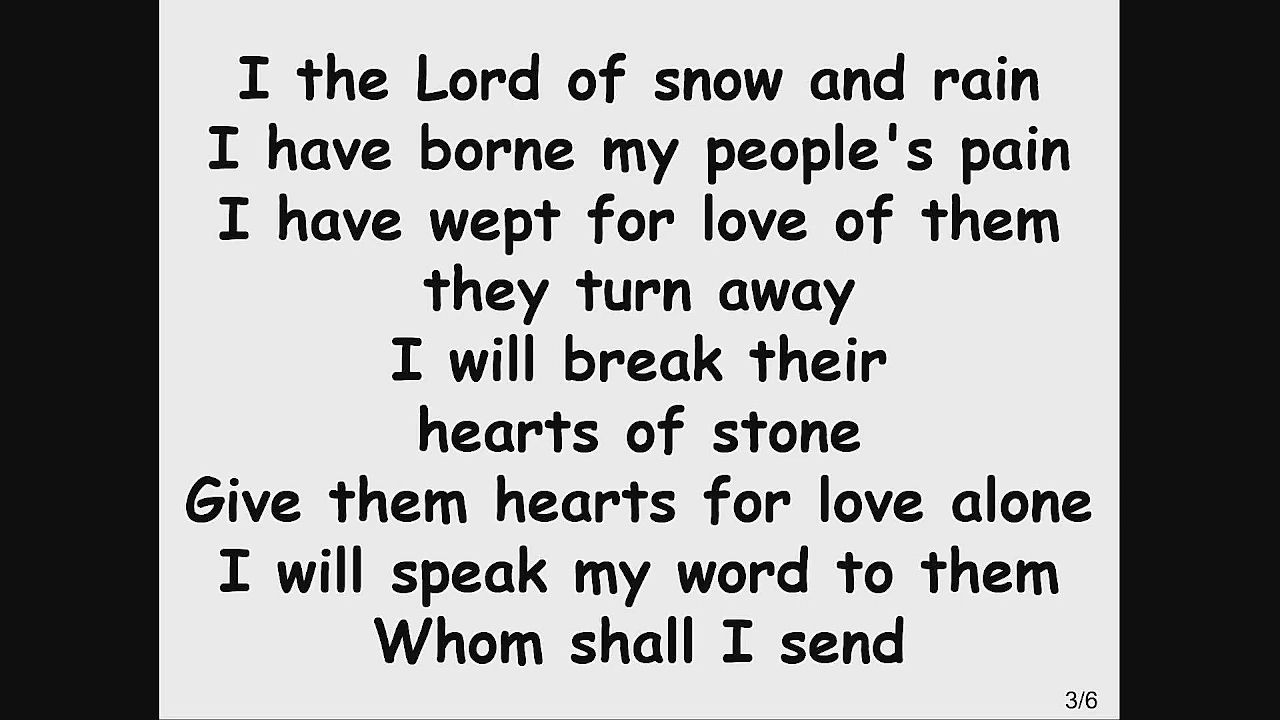 I the Lord of snow and rain
I have borne my people's pain
I have wept for love of them
they turn away
I will break their
hearts of stone
Give them hearts for love alone
I will speak my word to them
Whom shall I send
3/6